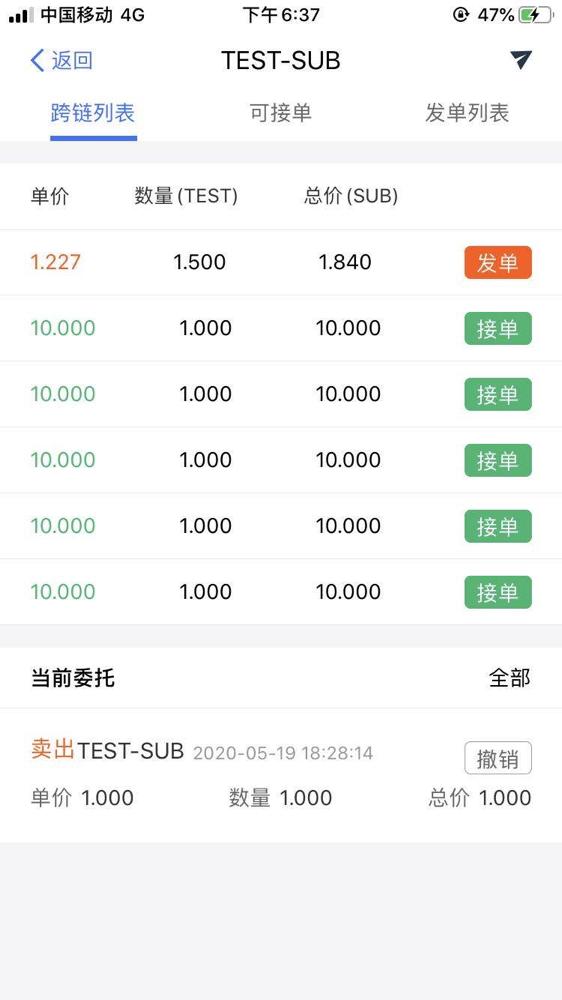 中国移动 4G 下午6:37 47%
返回 TEST-SUB
跨链列表 可接单 发单列表
单价 数量(TEST) 总价(SUB)
1.227 1.500 1.840 发单
10.000 1.000 10.000 接单
10.000 1.000 10.000 接单
10.000 1.000 10.000 接单
10.000 1.000 10.000 接单
10.000 1.000 10.000 接单
当前委托 全部
卖出TEST-SUB 2020-05-19 18:28:14 撤销
单价 1.000 数量 1.000 总价 1.000